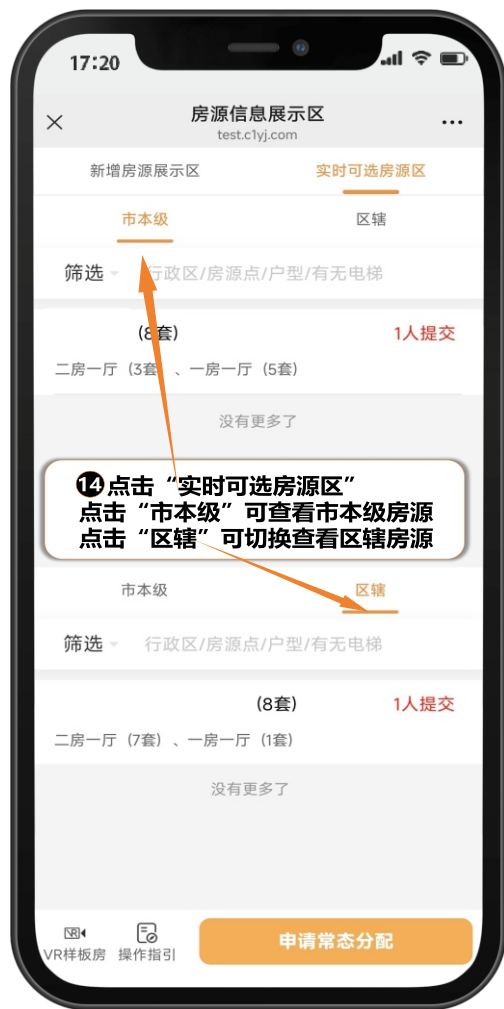 17:20
房源信息展示区
test.c1yj.com
新增房源展示区 实时可选房源区
市本级 区辖
筛选 行政区/房源点/户型/有无电梯
(8套) 1人提交
二房一厅（3套）、一房一厅（5套）
没有更多了
⓮点击“实时可选房源区”
点击“市本级”可查看市本级房源
点击“区辖”可切换查看区辖房源
市本级 区辖
筛选 行政区/房源点/户型/有无电梯
(8套) 1人提交
二房一厅（7套）、一房一厅（1套）
没有更多了
VR
VR样板房 操作指引 申请常态分配